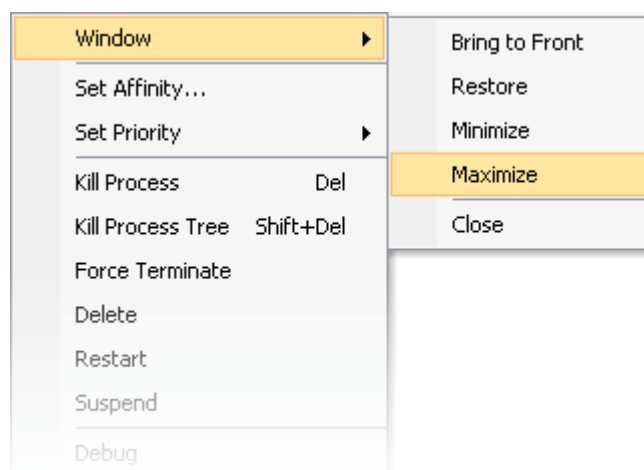 Window
Set Affinity...
Set Priority
Kill Process Del
Kill Process Tree Shift+Del
Force Terminate
Delete
Restart
Suspend
Debug
Bring to Front
Restore
Minimize
Maximize
Close